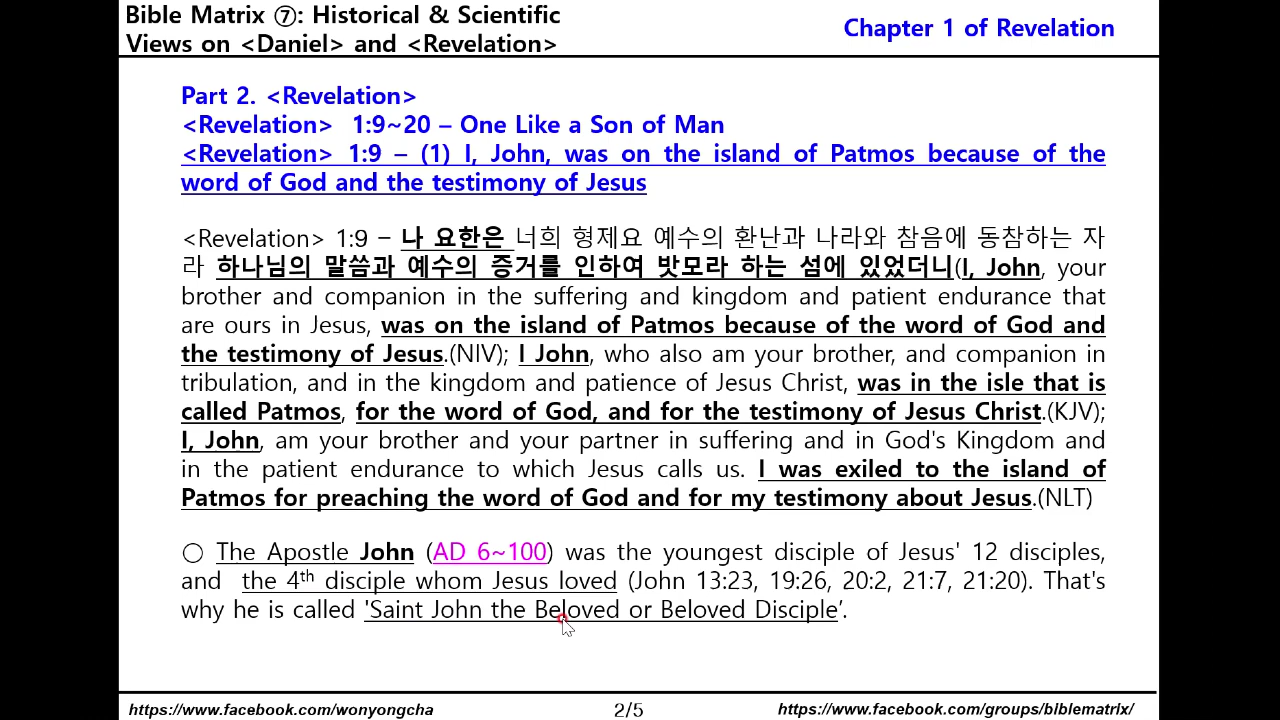 Bible Matrix ⑦: Historical & Scientific
Views on <Daniel> and <Revelation>
Chapter 1 of Revelation
Part 2. <Revelation>
<Revelation> 1:9~20 – One Like a Son of Man
<Revelation> 1:9 – (1) I, John, was on the island of Patmos because of the
word of God and the testimony of Jesus
<Revelation> 1:9 – 나 요한은 너희 형제요 예수의 환난과 나라와 참음에 동참하는 자
라 하나님의 말씀과 예수의 증거를 인하여 밧모라 하는 섬에 있었더니(I, John, your
brother and companion in the suffering and kingdom and patient endurance that
are ours in Jesus, was on the island of Patmos because of the word of God and
the testimony of Jesus.(NIV); I John, who also am your brother, and companion in
tribulation, and in the kingdom and patience of Jesus Christ, was in the isle that is
called Patmos, for the word of God, and for the testimony of Jesus Christ.(KJV);
I, John, am your brother and your partner in suffering and in God's Kingdom and
in the patient endurance to which Jesus calls us. I was exiled to the island of
Patmos for preaching the word of God and for my testimony about Jesus.(NLT)
○ The Apostle John (AD 6~100) was the youngest disciple of Jesus' 12 disciples,
and the 4th disciple whom Jesus loved (John 13:23, 19:26, 20:2, 21:7, 21:20). That's
why he is called 'Saint John the Beloved or Beloved Disciple'.
https://www.facebook.com/wonyongcha
2/5
https://www.facebook.com/groups/biblematrix/